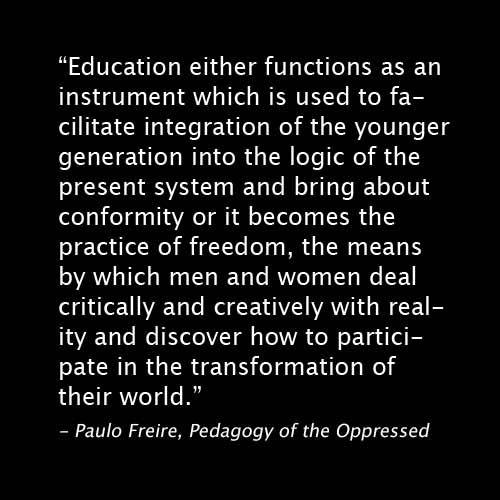 “Education either functions as an
instrument which is used to fa-
cilitate integration of the younger
generation into the logic of the
present system and bring about
conformity or it becomes the
practice of freedom, the means
by which men and women deal
critically and creatively with real-
ity and discover how to partici-
pate in the transformation of
their world.”
- Paulo Freire, Pedagogy of the Oppressed